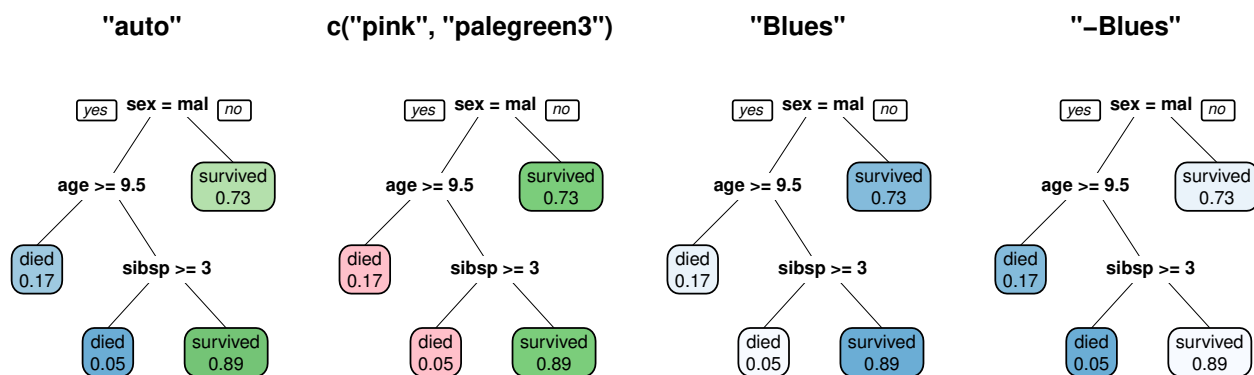 "auto"
yes sex = mal no
survived
0.73
age >= 9.5
died
0.17
sibsp >= 3
died
0.05
survived
0.89
c("pink", "palegreen3")
yes sex = mal no
survived
0.73
age >= 9.5
died
0.17
sibsp >= 3
died
0.05
survived
0.89
"Blues"
yes sex = mal no
survived
0.73
age >= 9.5
died
0.17
sibsp >= 3
died
0.05
survived
0.89
"−Blues"
yes sex = mal no
survived
0.73
age >= 9.5
died
0.17
sibsp >= 3
died
0.05
survived
0.89